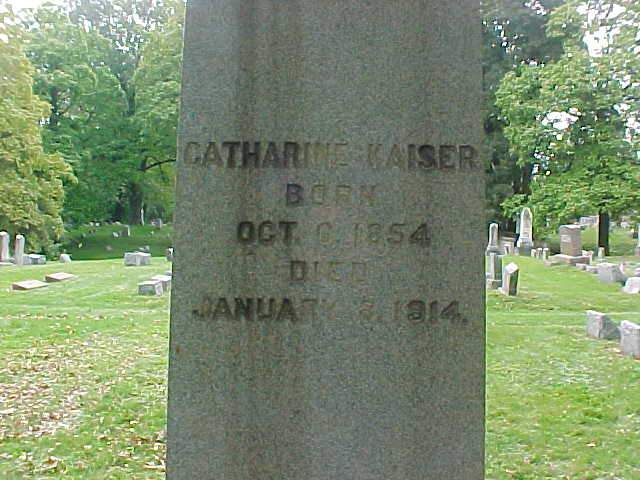 CATHARINE KAISER
BORN
OCT. 1854
DIED
JANUARY 1914.